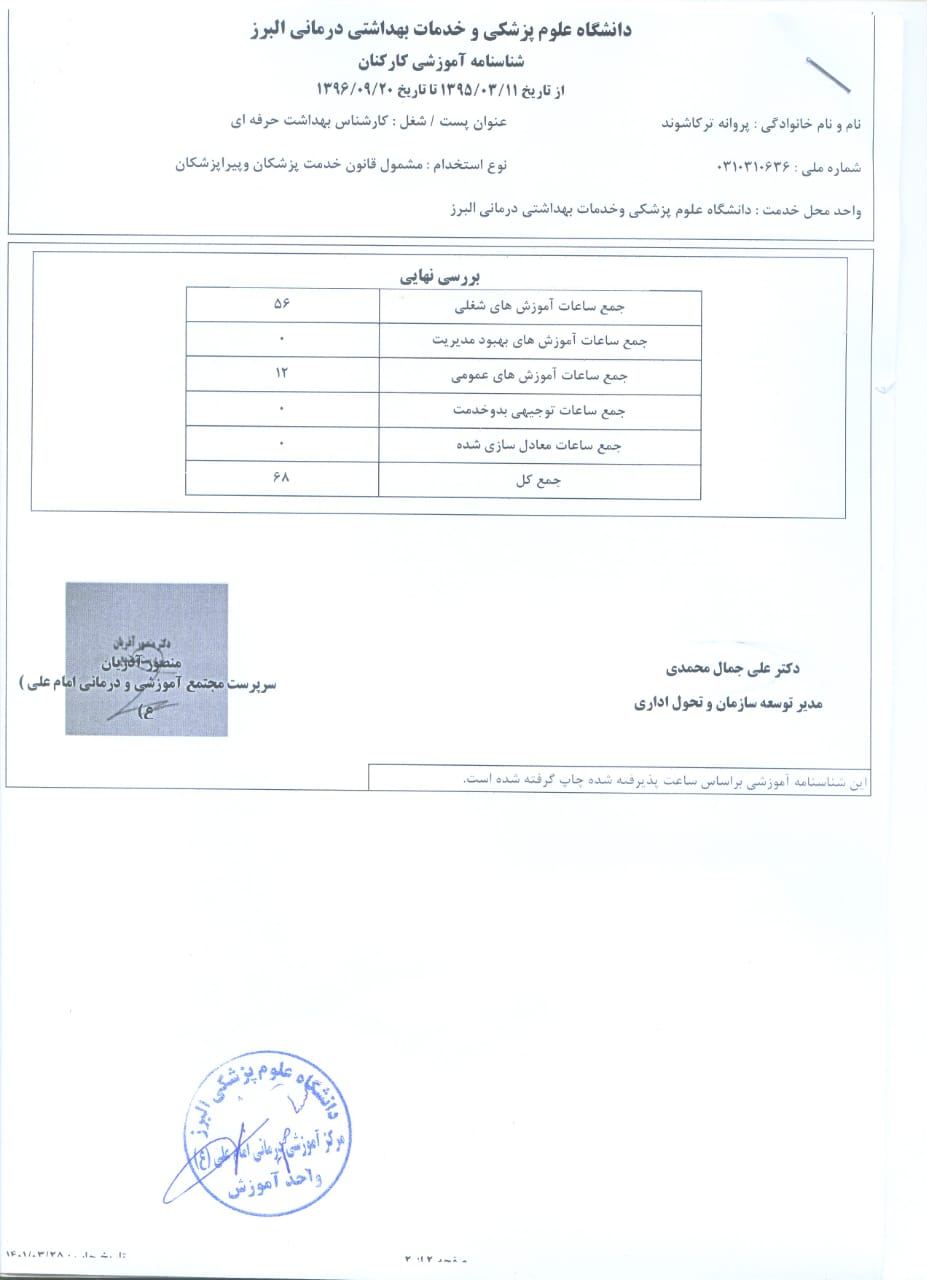 دانشگاه علوم پزشکی و خدمات بهداشتی درمانی البرز
شناسنامه آموزشی کارکنان
از تاریخ ۱۳۹۵/۰۳/۱۱ تا تاریخ ۱۳۹۶/۰۹/۲۰
نام و نام خانوادگی : پروانه ترکاشوند
عنوان پست / شغل : کارشناس بهداشت حرفه ای
شماره ملی : ۰۳۱۰۳۱۰۶۳۶
نوع استخدام : مشمول قانون خدمت پزشکان وپیراپزشکان
واحد محل خدمت : دانشگاه علوم پزشکی وخدمات بهداشتی درمانی البرز
بررسی نهایی
جمع ساعات آموزش های شغلی ۵۶
جمع ساعات آموزش های بهبود مدیریت ۰
جمع ساعات آموزش های عمومی ۱۲
جمع ساعات توجیهی بدوخدمت ۰
جمع ساعات معادل سازی شده ۰
جمع کل ۶۸
دکتر علی جمال محمدی
مدیر توسعه سازمان و تحول اداری
دکتر منصور آذریان
منصور آذریان
سرپرست مجتمع آموزشی و درمانی امام علی (
ع)
این شناسنامه آموزشی براساس ساعت پذیرفته شده چاپ گرفته شده است.
دانشگاه علوم پزشکی البرز
مرکز آموزشی درمانی امام علی (ع)
واحد آموزش
صفحه ۲ از ۲
تاریخ چاپ : ۱۴۰۱/۰۳/۲۸